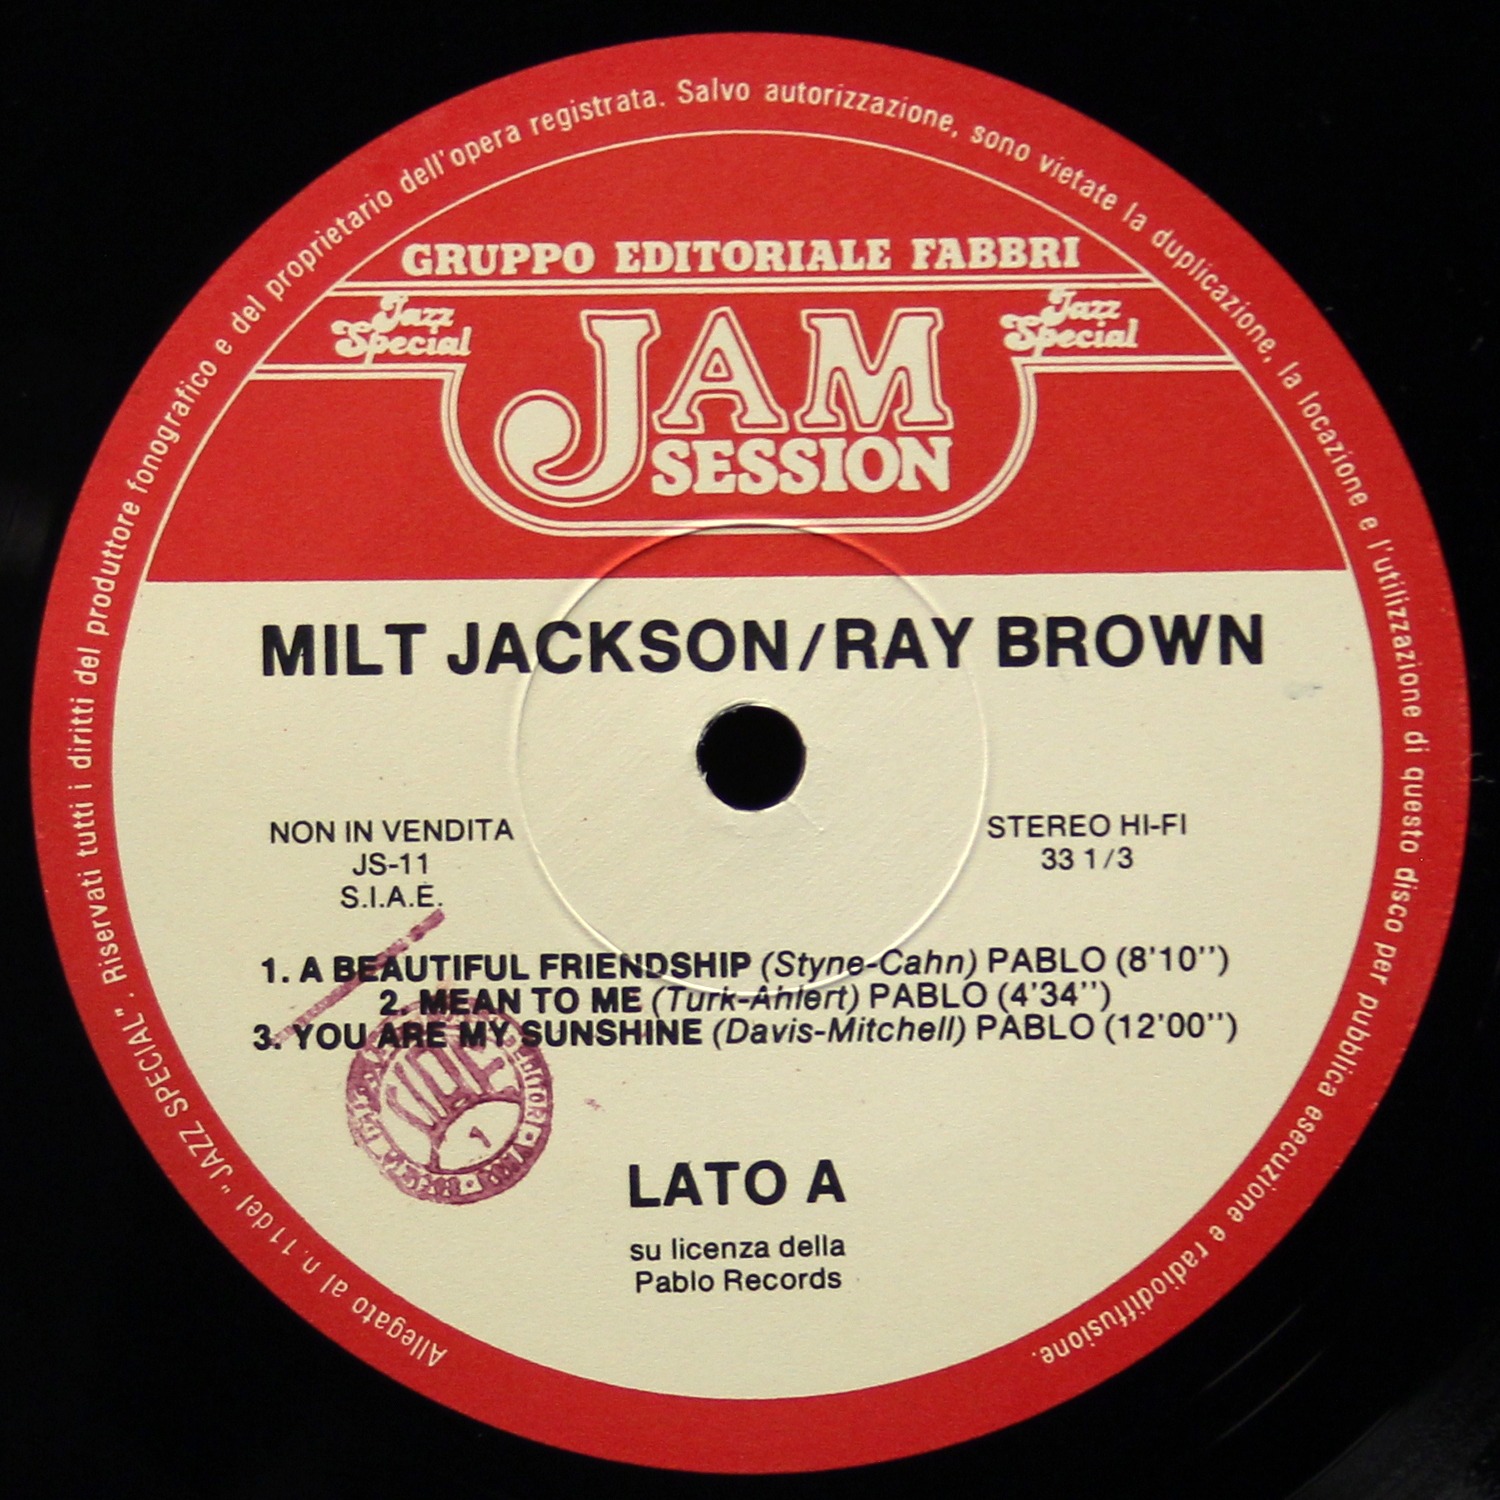 Allegato al n. 11 del "JAZZ SPECIAL". Riservati tutti i diritti del produttore fonografico e del proprietario dell'opera registrata. Salvo autorizzazione, sono vietate la duplicazione, la locazione e l'utilizzazione di questo disco per pubblica esecuzione e radiodiffusione.
GRUPPO EDITORIALE FABBRI
Jazz Special
JAM SESSION
Jazz Special
MILT JACKSON/RAY BROWN
NON IN VENDITA
JS-11
S.I.A.E.
STEREO HI-FI
33 1/3
1. A BEAUTIFUL FRIENDSHIP (Styne-Cahn) PABLO (8'10'')
2. MEAN TO ME (Turk-Ahlert) PABLO (4'34'')
3. YOU ARE MY SUNSHINE (Davis-Mitchell) PABLO (12'00'')
SIAE
LATO A
su licenza della
Pablo Records